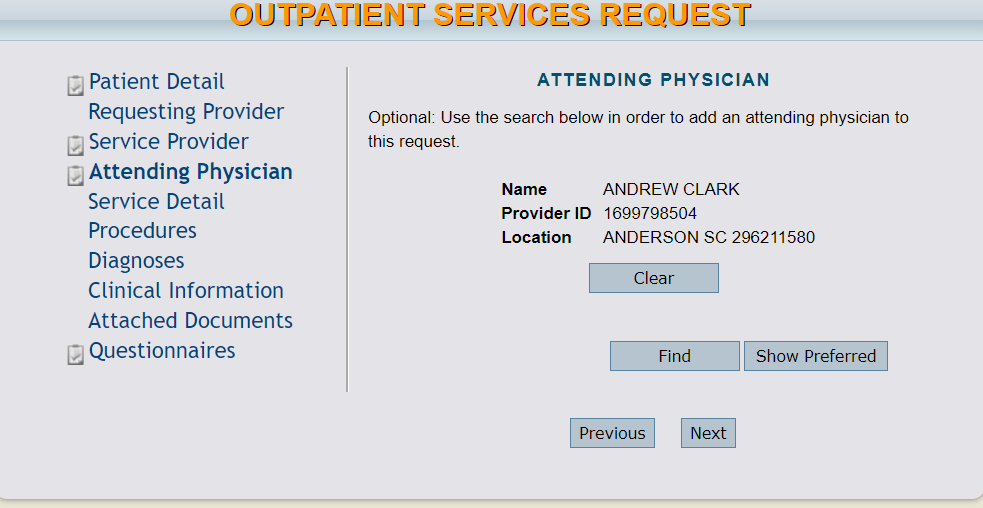 OUTPATIENT SERVICES REQUEST
Patient Detail
Requesting Provider
Service Provider
Attending Physician
Service Detail
Procedures
Diagnoses
Clinical Information
Attached Documents
Questionnaires
ATTENDING PHYSICIAN
Optional: Use the search below in order to add an attending physician to
this request.
Name ANDREW CLARK
Provider ID 1699798504
Location ANDERSON SC 296211580
Clear
Find Show Preferred
Previous Next